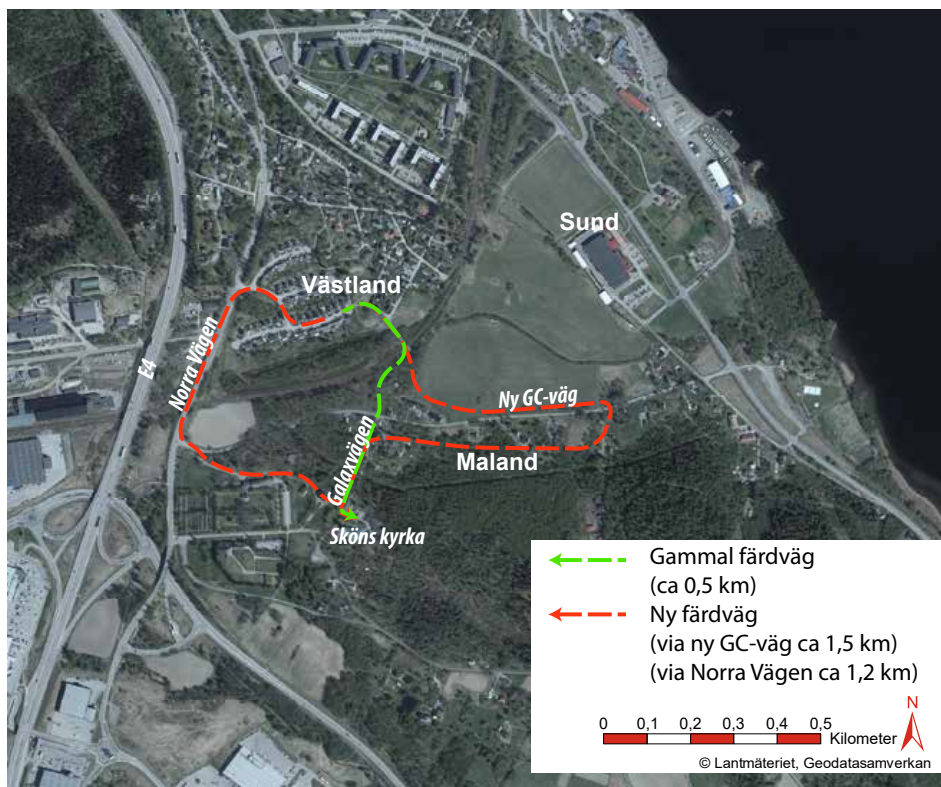 Sund
Västland
E4
Norra Vägen
Ny GC-väg
Galaxvägen
Maland
Sköns kyrka
Gammal färdväg
(ca 0,5 km)
Ny färdväg
(via ny GC-väg ca 1,5 km)
(via Norra Vägen ca 1,2 km)
N
0 0,1 0,2 0,3 0,4 0,5
Kilometer
© Lantmäteriet, Geodatasamverkan